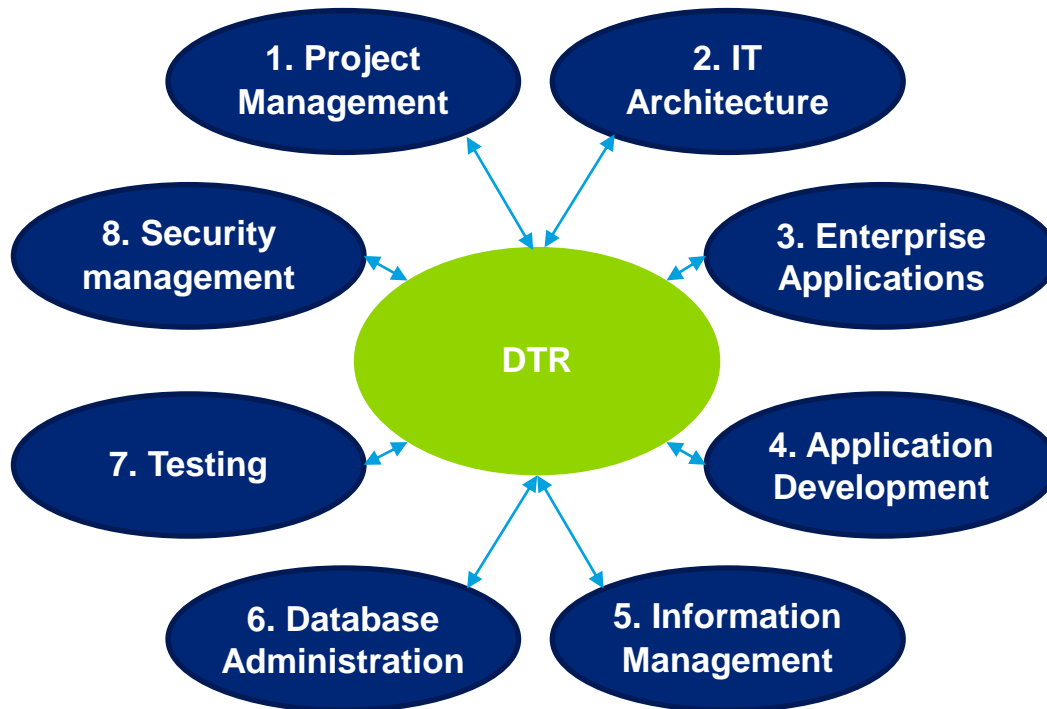 1. Project
Management
2. IT
Architecture
8. Security
management
3. Enterprise
Applications
DTR
7. Testing
4. Application
Development
6. Database
Administration
5. Information
Management